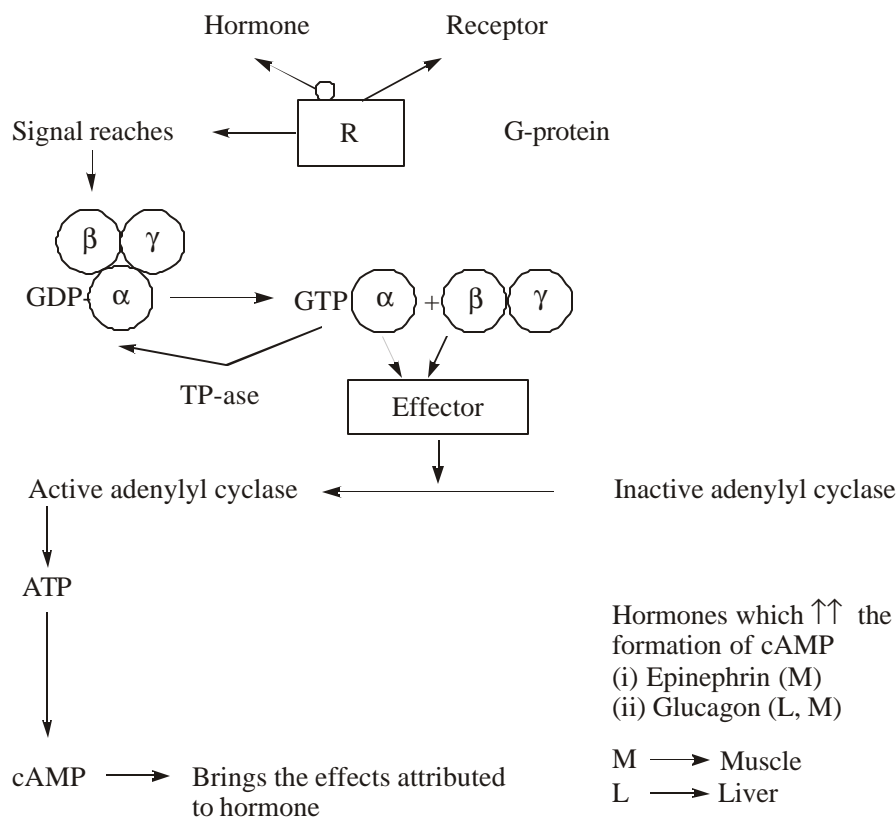 Hormone Receptor
R
Signal reaches G-protein
β γ
GDP- α GTP α + β γ
TP-ase
Effector
Active adenylyl cyclase Inactive adenylyl cyclase
ATP
Hormones which ↑↑ the
formation of cAMP
(i) Epinephrin (M)
(ii) Glucagon (L, M)
M → Muscle
cAMP → Brings the effects attributed
to hormone
L → Liver